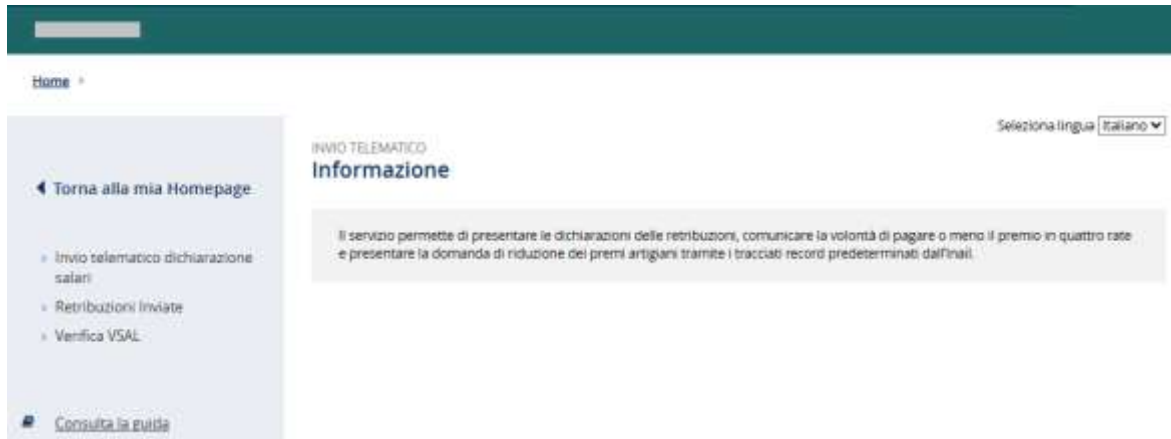 Home
Seleziona lingua Italiano
INVIO TELEMATICO
Informazione
Torna alla mia Homepage
Il servizio permette di presentare le dichiarazioni delle retribuzioni, comunicare la volontà di pagare o meno il premio in quattro rate
e presentare la domanda di riduzione dei premi artigiani tramite i tracciati record predeterminati dall'Inail.
Invio telematico dichiarazione
salari
Retribuzioni Inviate
Verifica VSAL
Consulta la guida